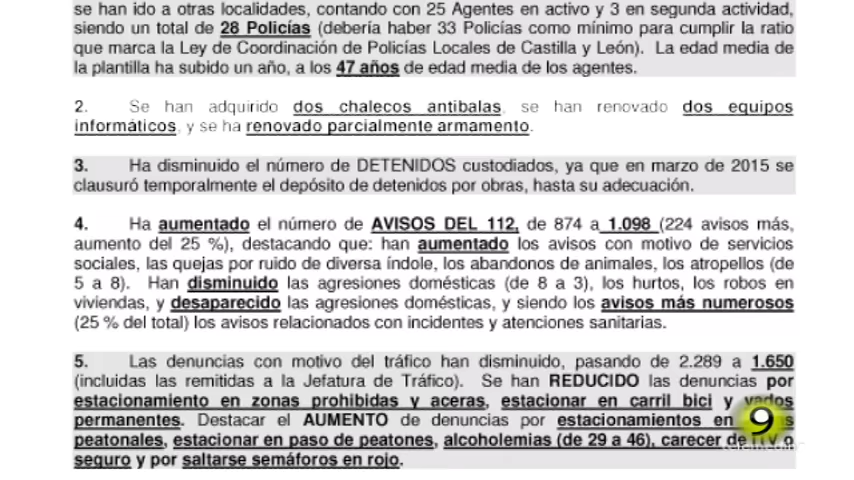 se han ido a otras localidades, contando con 25 Agentes en activo y 3 en segunda actividad,
siendo un total de 28 Policías (debería haber 33 Policías como mínimo para cumplir la ratio
que marca la Ley de Coordinación de Policías Locales de Castilla y León). La edad media de
la plantilla ha subido un año, a los 47 años de edad media de los agentes.
2. Se han adquirido dos chalecos antibalas, se han renovado dos equipos
informáticos, y se ha renovado parcialmente armamento.
3. Ha disminuido el número de DETENIDOS custodiados, ya que en marzo de 2015 se
clausuró temporalmente el depósito de detenidos por obras, hasta su adecuación.
4. Ha aumentado el número de AVISOS DEL 112, de 874 a 1.098 (224 avisos más,
aumento del 25 %), destacando que: han aumentado los avisos con motivo de servicios
sociales, las quejas por ruido de diversa índole, los abandonos de animales, los atropellos (de
5 a 8). Han disminuido las agresiones domésticas (de 8 a 3), los hurtos, los robos en
viviendas, y desaparecido las agresiones domésticas, y siendo los avisos más numerosos
(25 % del total) los avisos relacionados con incidentes y atenciones sanitarias.
5. Las denuncias con motivo del tráfico han disminuido, pasando de 2.289 a 1.650
(incluidas las remitidas a la Jefatura de Tráfico). Se han REDUCIDO las denuncias por
estacionamiento en zonas prohibidas y aceras, estacionar en carril bici y vados
permanentes. Destacar el AUMENTO de denuncias por estacionamientos en
peatonales, estacionar en paso de peatones, alcoholemias (de 29 a 46), carecer de ITV o
seguro y por saltarse semáforos en rojo.
9